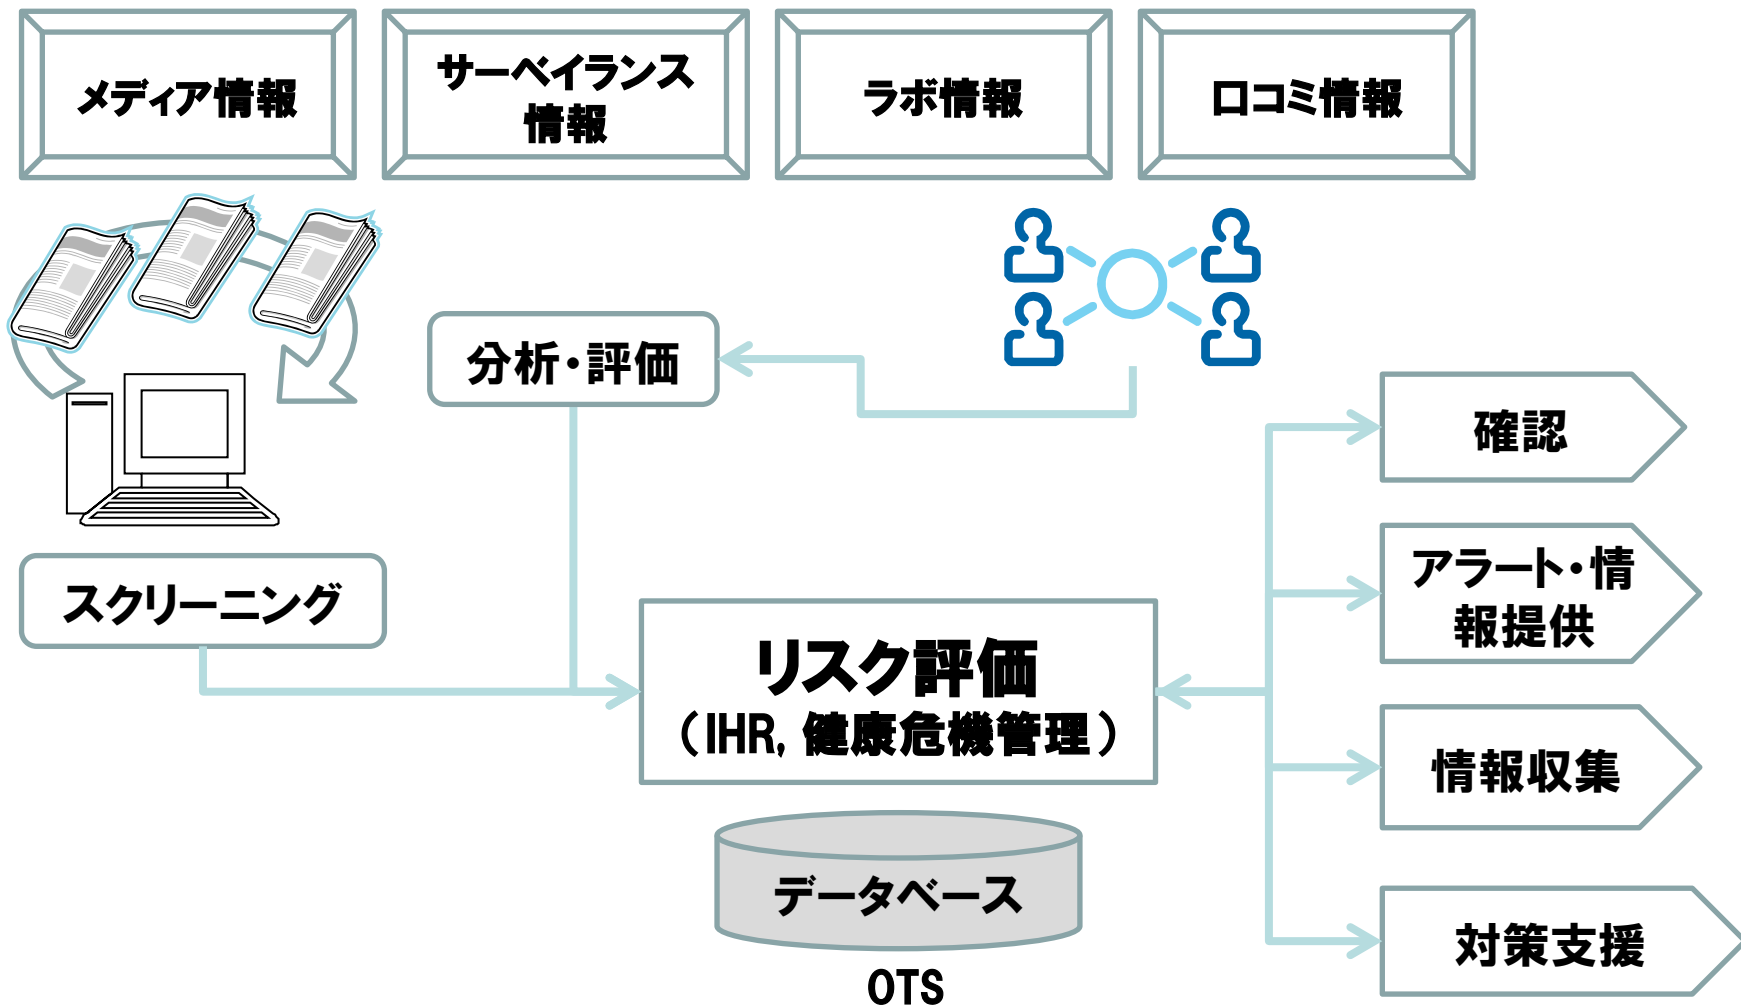 メディア情報
サーベイランス
情報
ラボ情報
口コミ情報
分析・評価
確認
アラート・情
報提供
スクリーニング
リスク評価
（IHR, 健康危機管理）
情報収集
データベース
対策支援
OTS